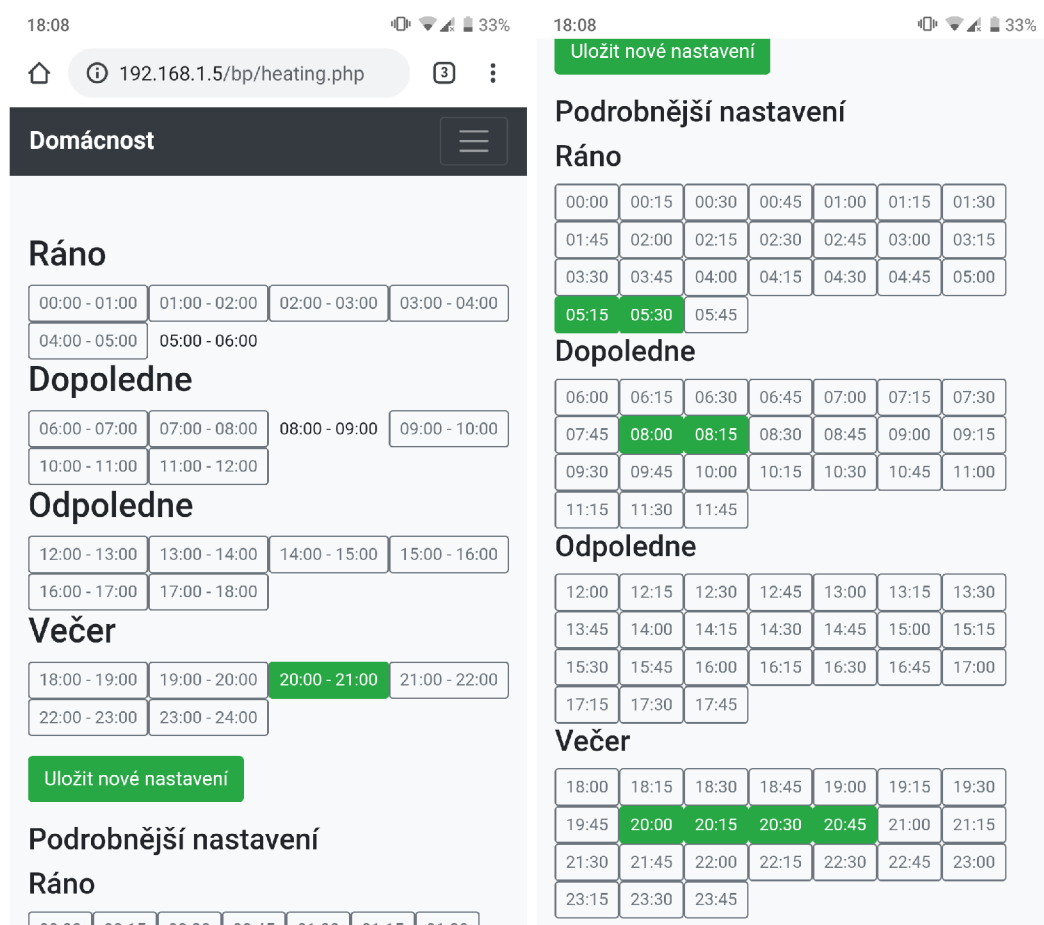 18:08
33%
192.168.1.5/bp/heating.php
3
Domácnost
Ráno
00:00 - 01:00 01:00 - 02:00 02:00 - 03:00 03:00 - 04:00
04:00 - 05:00 05:00 - 06:00
Dopoledne
06:00 - 07:00 07:00 - 08:00 08:00 - 09:00 09:00 - 10:00
10:00 - 11:00 11:00 - 12:00
Odpoledne
12:00 - 13:00 13:00 - 14:00 14:00 - 15:00 15:00 - 16:00
16:00 - 17:00 17:00 - 18:00
Večer
18:00 - 19:00 19:00 - 20:00 20:00 - 21:00 21:00 - 22:00
22:00 - 23:00 23:00 - 24:00
Uložit nové nastavení
Podrobnější nastavení
Ráno
18:08
33%
Uložit nové nastavení
Podrobnější nastavení
Ráno
00:00 00:15 00:30 00:45 01:00 01:15 01:30
01:45 02:00 02:15 02:30 02:45 03:00 03:15
03:30 03:45 04:00 04:15 04:30 04:45 05:00
05:15 05:30 05:45
Dopoledne
06:00 06:15 06:30 06:45 07:00 07:15 07:30
07:45 08:00 08:15 08:30 08:45 09:00 09:15
09:30 09:45 10:00 10:15 10:30 10:45 11:00
11:15 11:30 11:45
Odpoledne
12:00 12:15 12:30 12:45 13:00 13:15 13:30
13:45 14:00 14:15 14:30 14:45 15:00 15:15
15:30 15:45 16:00 16:15 16:30 16:45 17:00
17:15 17:30 17:45
Večer
18:00 18:15 18:30 18:45 19:00 19:15 19:30
19:45 20:00 20:15 20:30 20:45 21:00 21:15
21:30 21:45 22:00 22:15 22:30 22:45 23:00
23:15 23:30 23:45